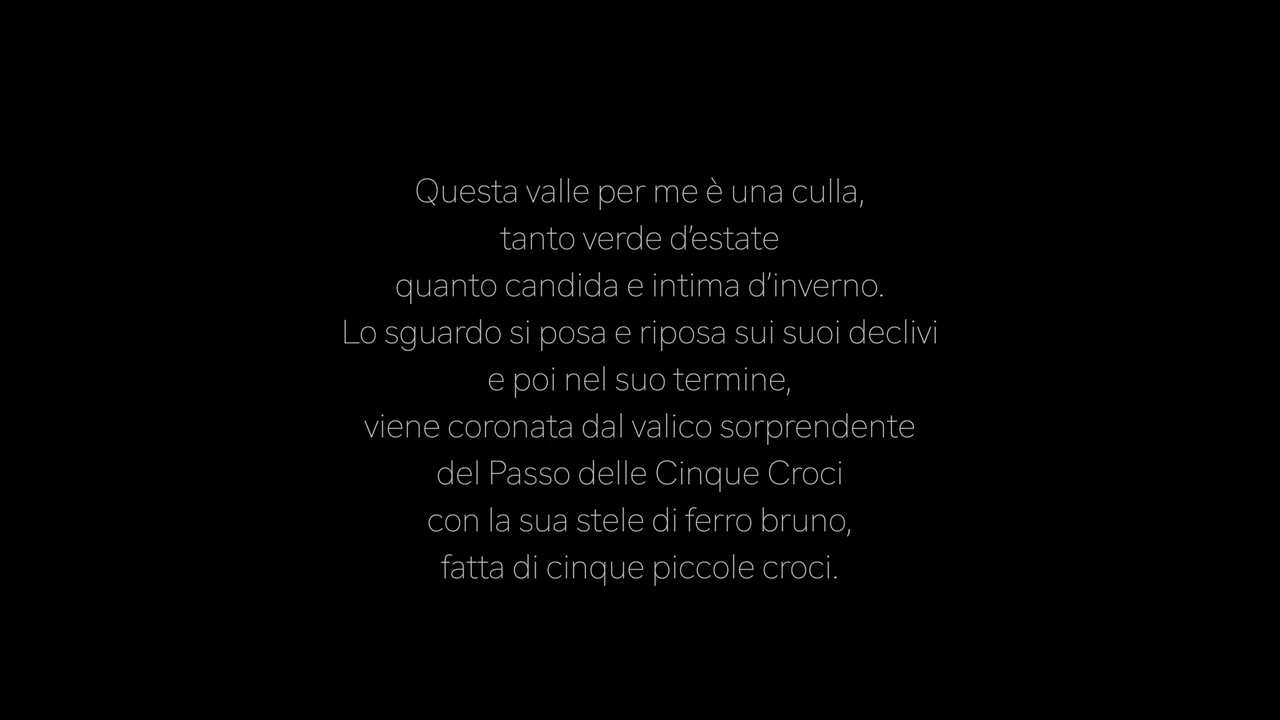 Questa valle per me è una culla,
tanto verde d’estate
quanto candida e intima d’inverno.
Lo sguardo si posa e riposa sui suoi declivi
e poi nel suo termine,
viene coronata dal valico sorprendente
del Passo delle Cinque Croci
con la sua stele di ferro bruno,
fatta di cinque piccole croci.